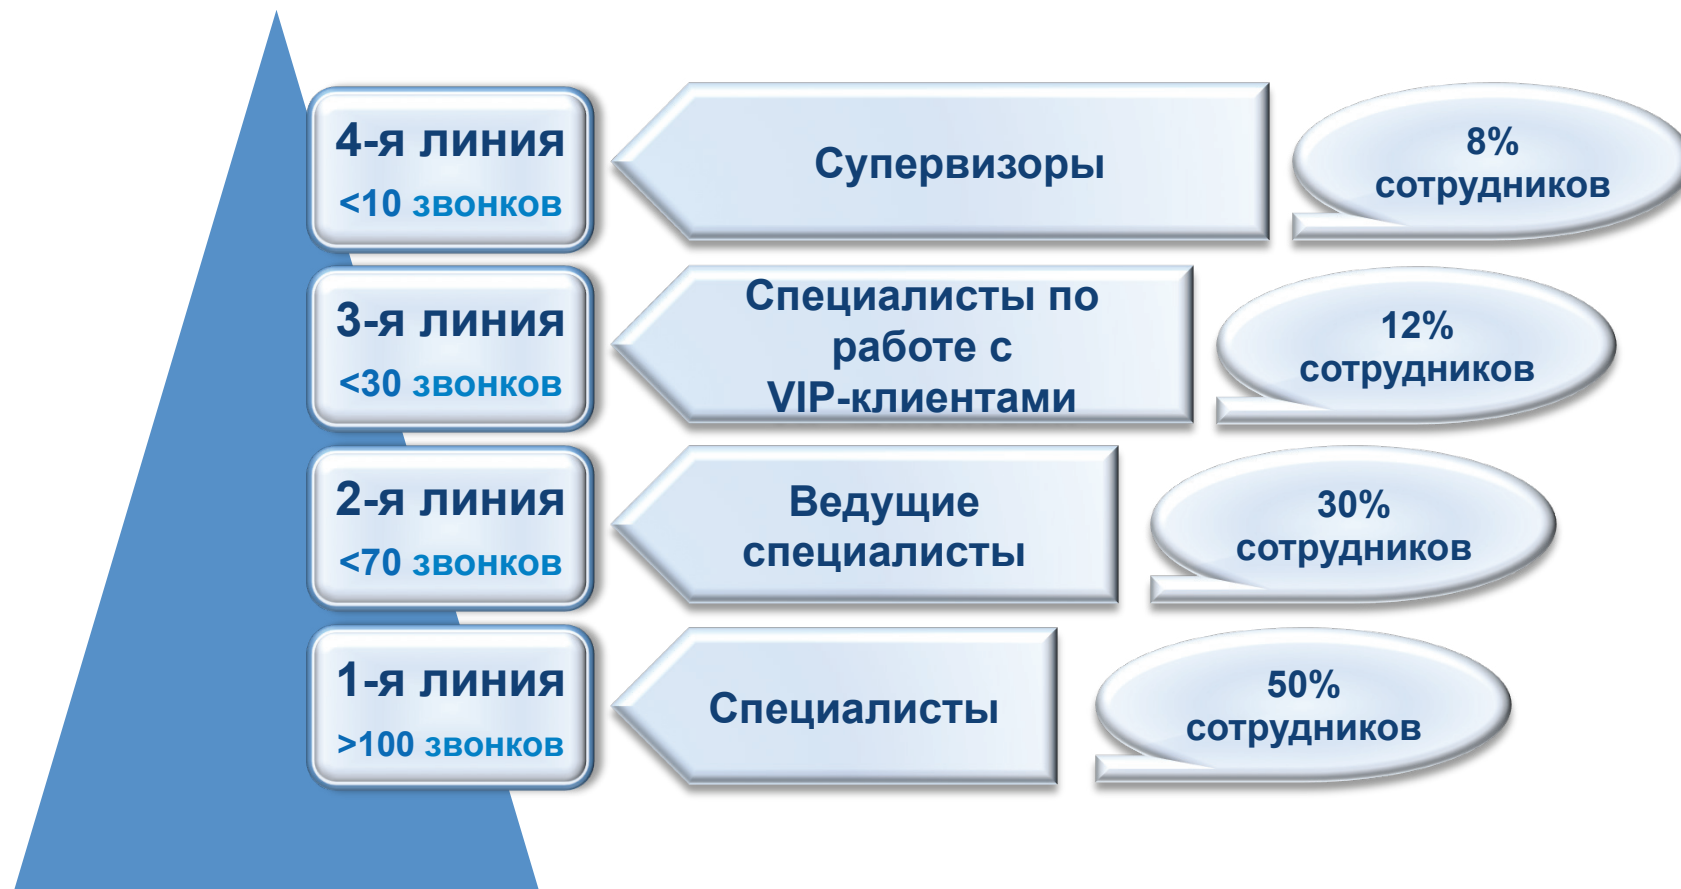 4-я линия
<10 звонков
Супервизоры
8%
сотрудников
3-я линия
<30 звонков
Специалисты по
работе с
VIP-клиентами
12%
сотрудников
2-я линия
<70 звонков
Ведущие
специалисты
30%
сотрудников
1-я линия
>100 звонков
Специалисты
50%
сотрудников